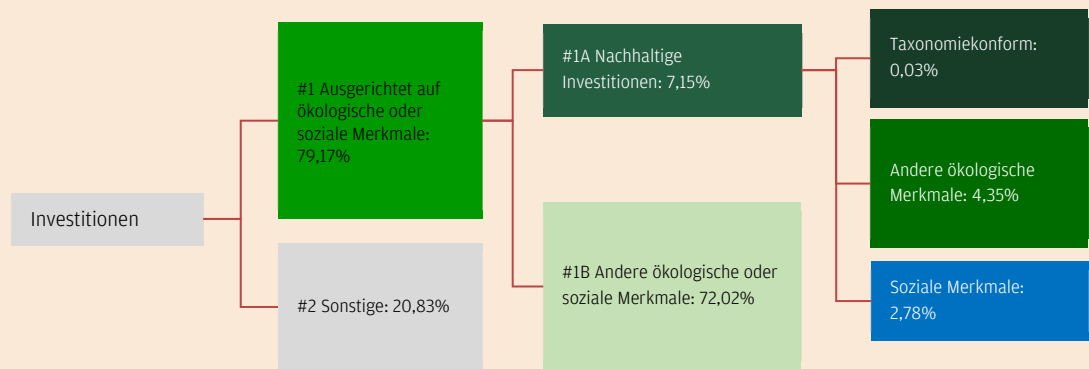 Investitionen
#1 Ausgerichtet auf
ökologische oder
soziale Merkmale:
79,17%
#2 Sonstige: 20,83%
#1A Nachhaltige
Investitionen: 7,15%
#1B Andere ökologische oder
soziale Merkmale: 72,02%
Taxonomiekonform:
0,03%
Andere ökologische
Merkmale: 4,35%
Soziale Merkmale:
2,78%